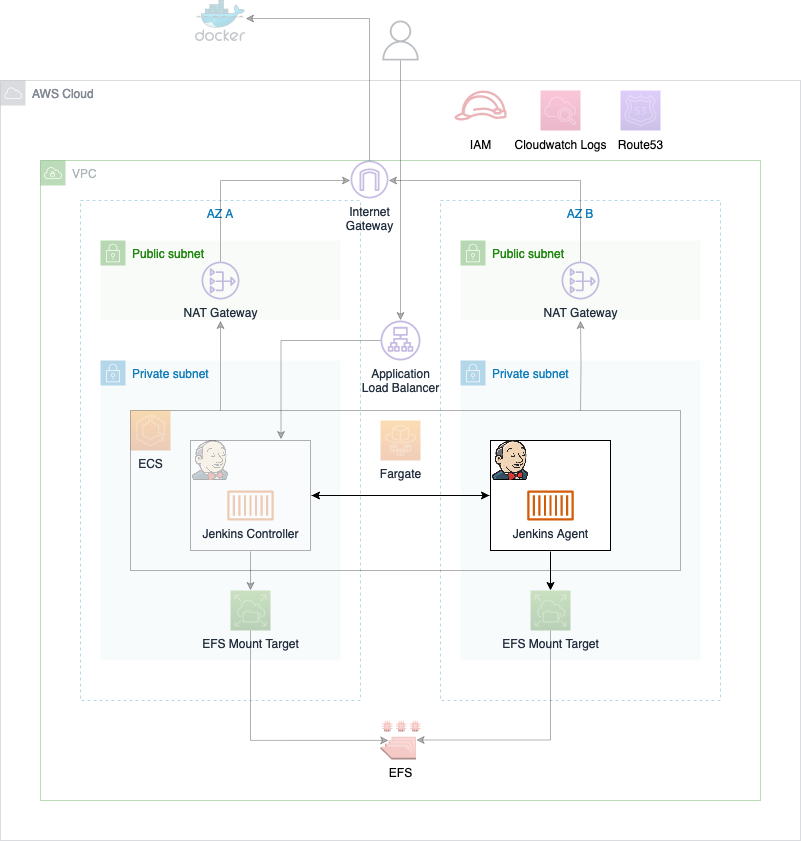 docker
AWS Cloud
IAM
Cloudwatch Logs
Route53
53
VPC
AZ A
Internet
Gateway
AZ B
Public subnet
Public subnet
NAT Gateway
NAT Gateway
Private subnet
Application
Load Balancer
Private subnet
ECS
Fargate
Jenkins Controller
Jenkins Agent
EFS Mount Target
EFS Mount Target
EFS